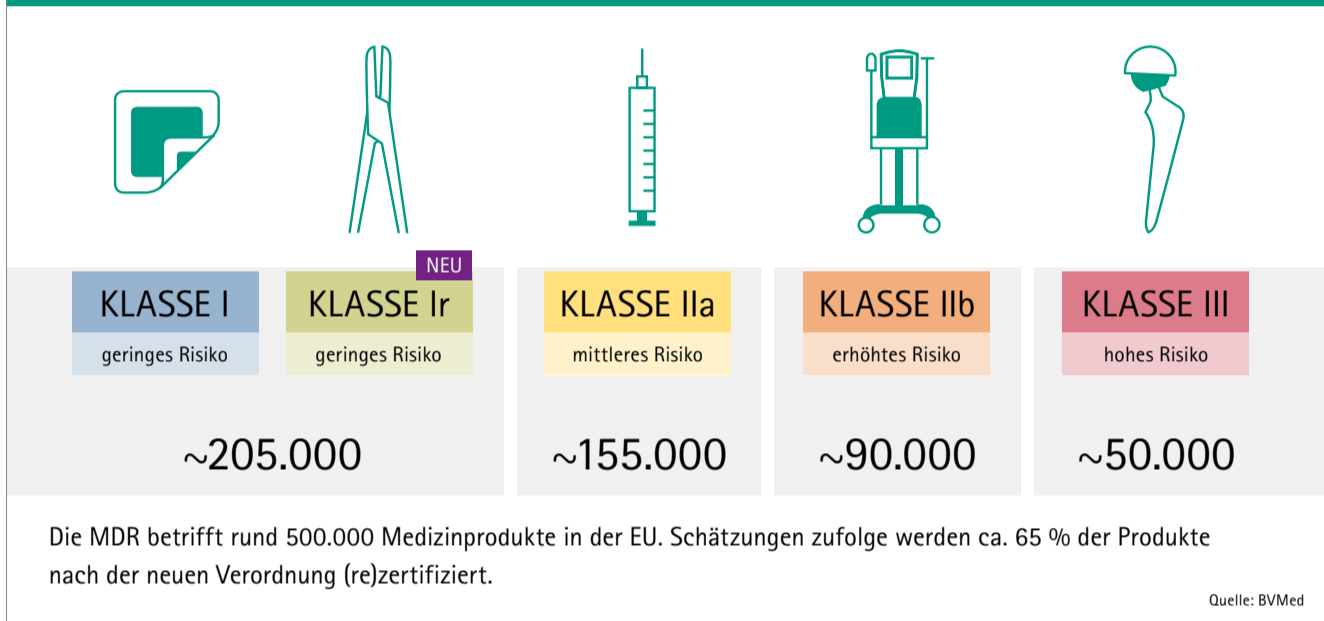 NEU
KLASSE I
KLASSE Ir
KLASSE IIa
KLASSE IIb
KLASSE III
geringes Risiko
geringes Risiko
mittleres Risiko
erhöhtes Risiko
hohes Risiko
~205.000
~155.000
~90.000
~50.000
Die MDR betrifft rund 500.000 Medizinprodukte in der EU. Schätzungen zufolge werden ca. 65 % der Produkte
nach der neuen Verordnung (re)zertifiziert.
Quelle: BVMed